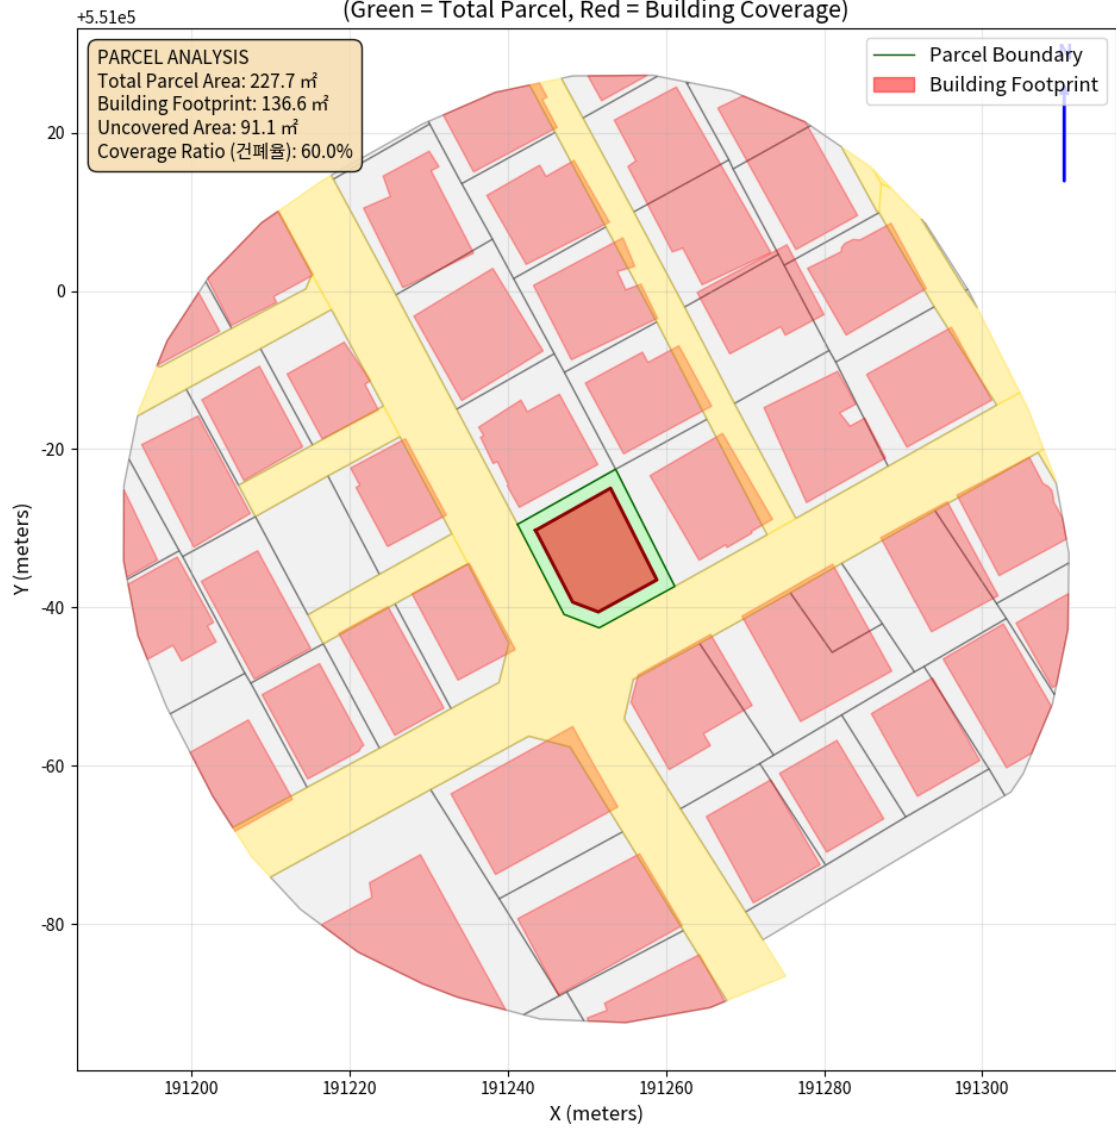 (Green = Total Parcel, Red = Building Coverage)
+5.51e5
PARCEL ANALYSIS
Total Parcel Area: 227.7 ㎡
Building Footprint: 136.6 ㎡
Uncovered Area: 91.1 ㎡
Coverage Ratio (건폐율): 60.0%
Parcel Boundary
Building Footprint
N
20
0
-20
-40
-60
-80
Y (meters)
191200 191220 191240 191260 191280 191300
X (meters)